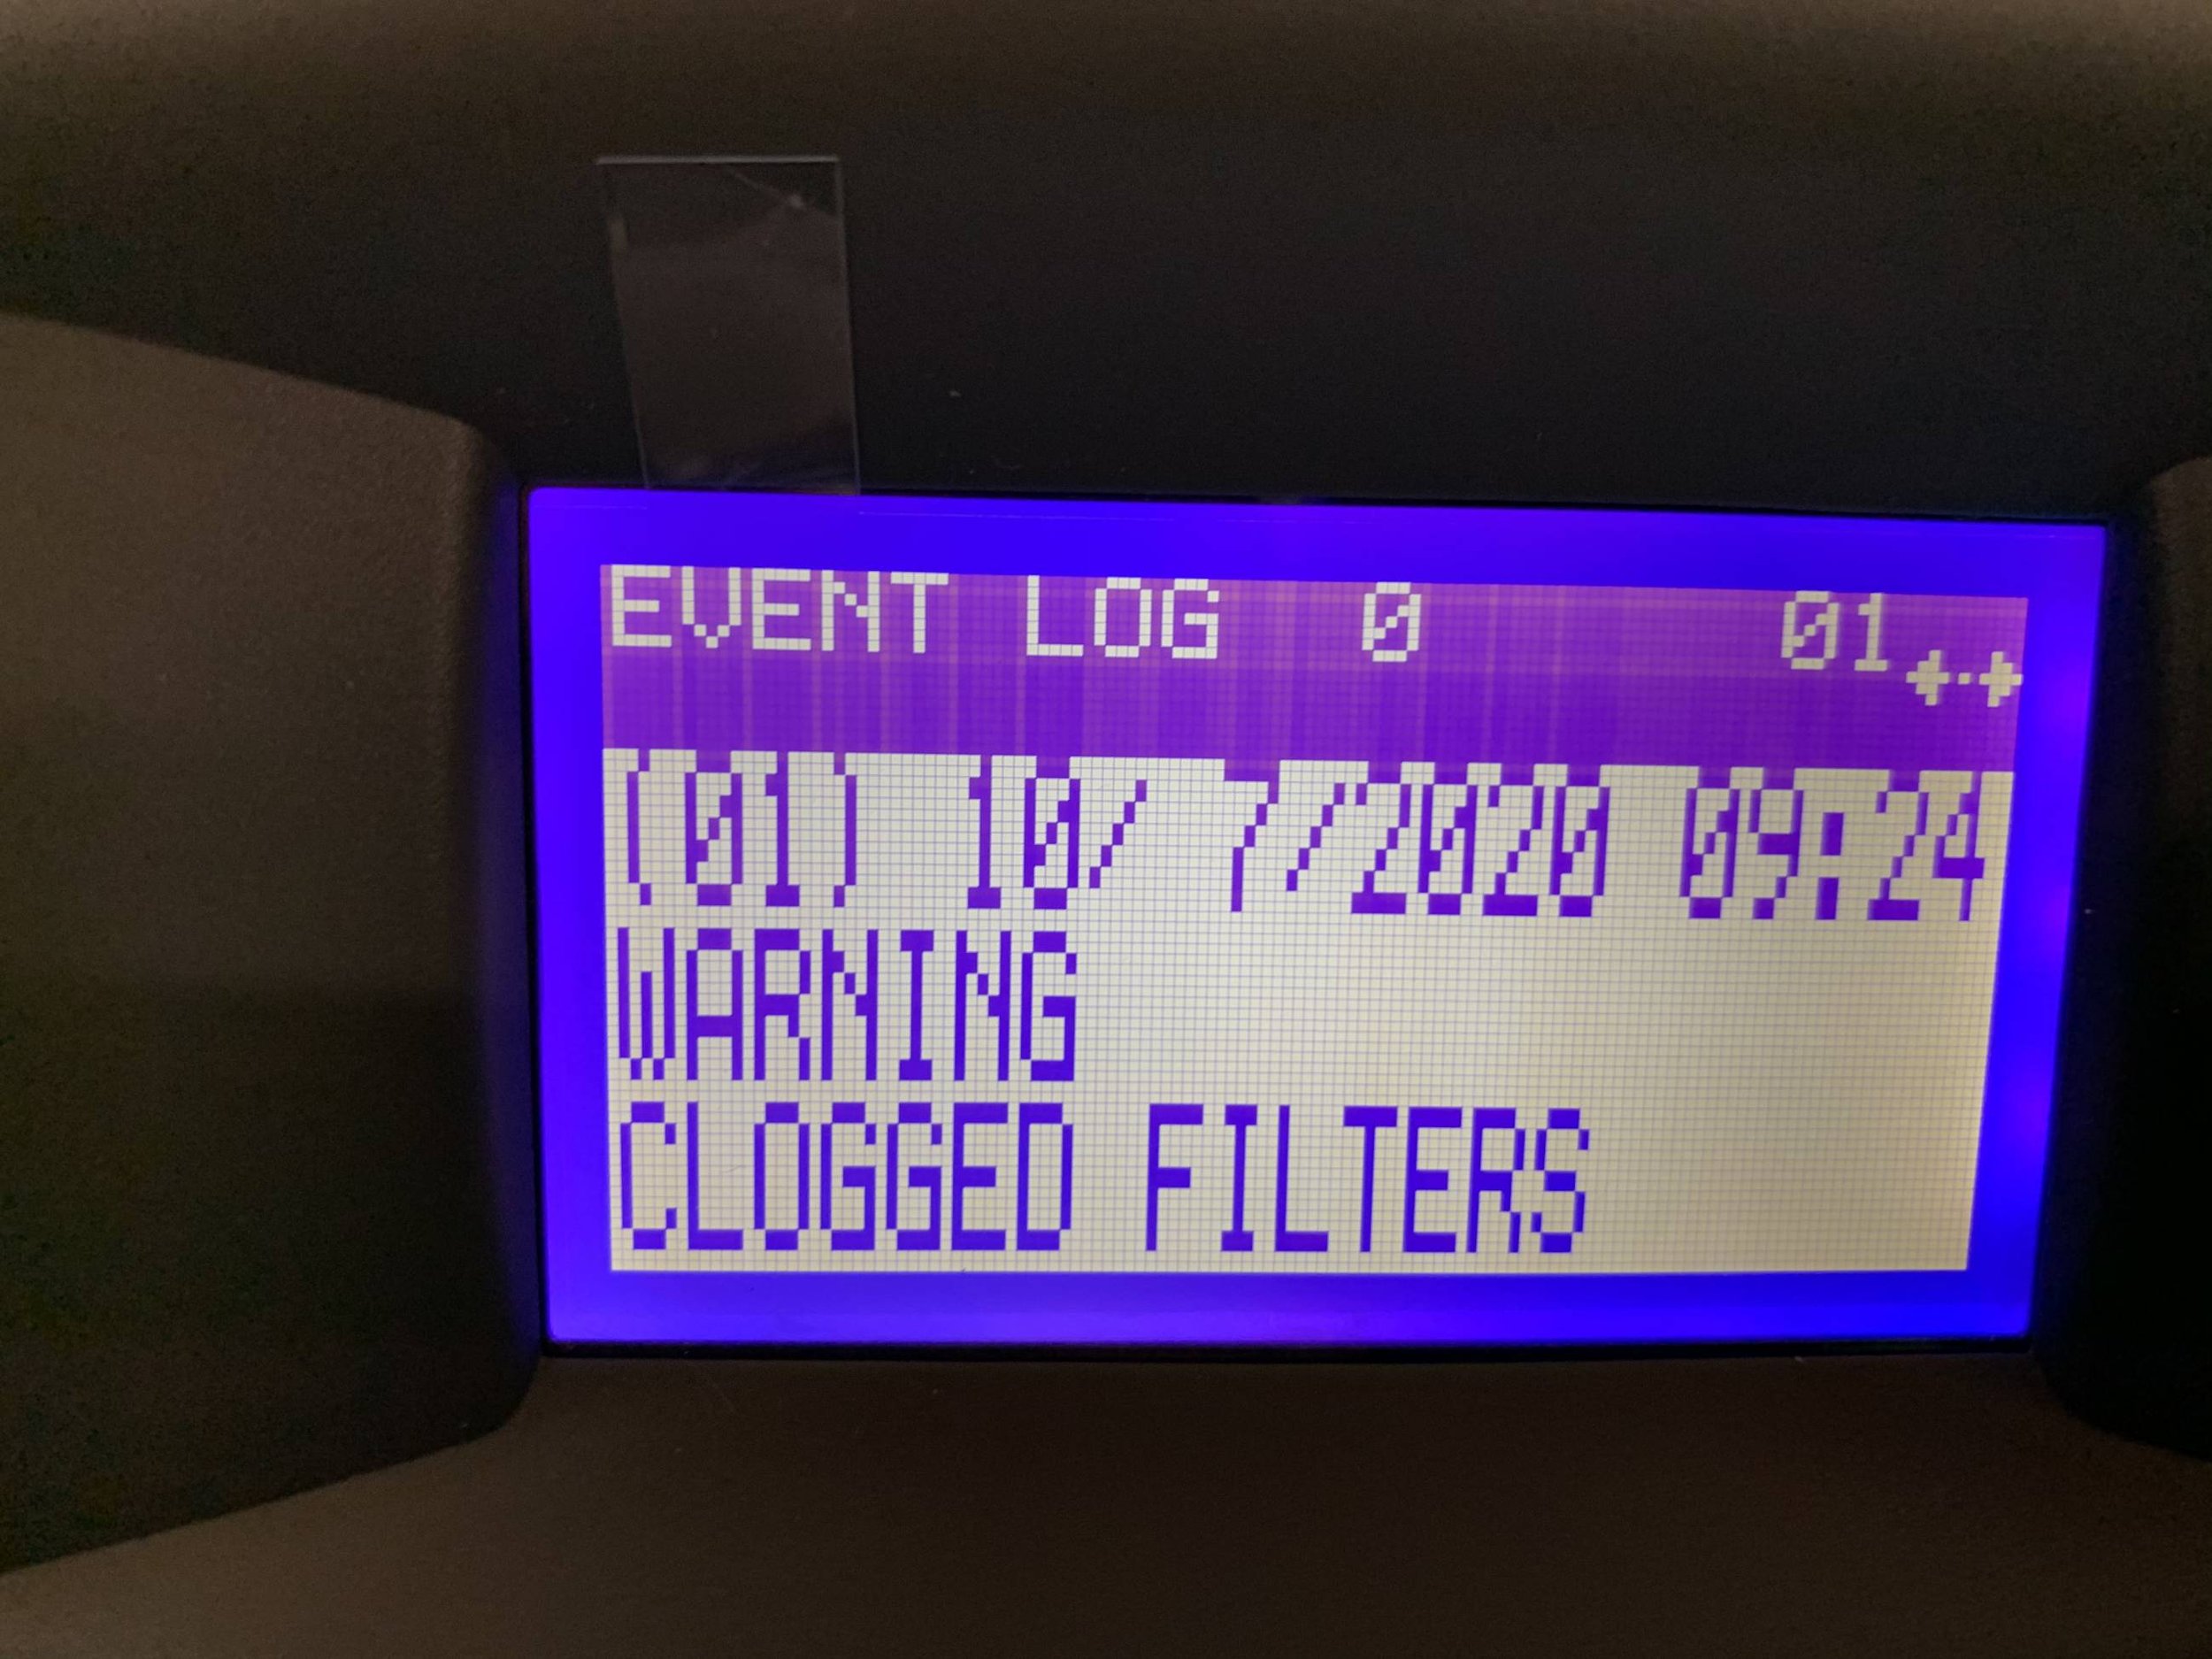 EVENT LOG 0 01
(01) 10/ 7/2020 09:24
WARNING
CLOGGED FILTERS